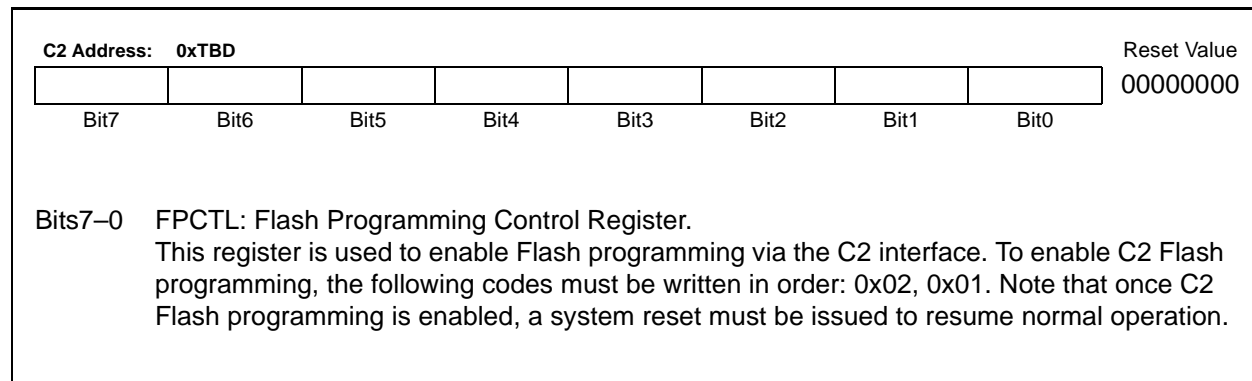 C2 Address: 0xTBD Reset Value
00000000
Bit7 Bit6 Bit5 Bit4 Bit3 Bit2 Bit1 Bit0
Bits7–0 FPCTL: Flash Programming Control Register.
This register is used to enable Flash programming via the C2 interface. To enable C2 Flash
programming, the following codes must be written in order: 0x02, 0x01. Note that once C2
Flash programming is enabled, a system reset must be issued to resume normal operation.